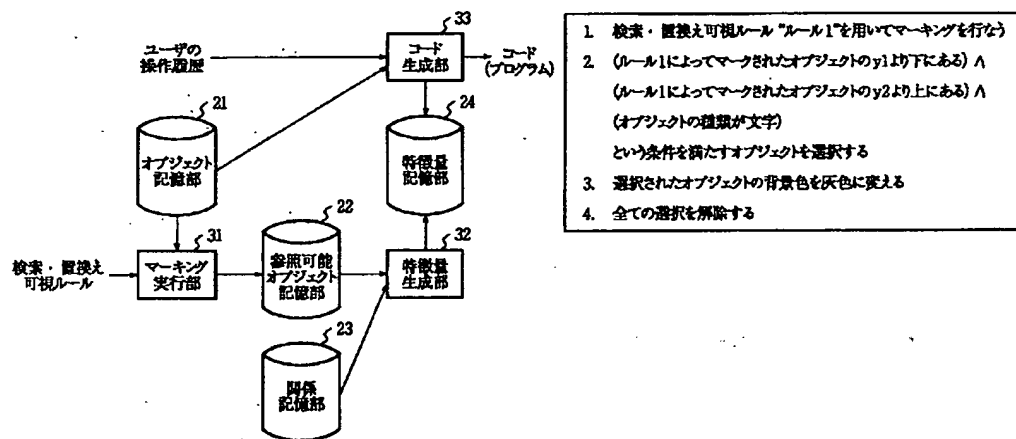 33
ユーザの
操作履歴
コード
生成部
コード
(プログラム)
21
24
オブジェクト
記憶部
特徴量
記憶部
22
31
32
検索・置換え
可視ルール
マーキング
実行部
参照可能
オブジェクト
記憶部
特徴量
生成部
23
関係
記憶部
1. 検索・置換え可視ルール "ルール1"を用いてマーキングを行なう
2. (ルール1によってマークされたオブジェクトのy1より下にある) ∧
(ルール1によってマークされたオブジェクトのy2より上にある) ∧
(オブジェクトの種類が文字)
という条件を満たすオブジェクトを選択する
3. 選択されたオブジェクトの背景色を灰色に変える
4. 全ての選択を解除する